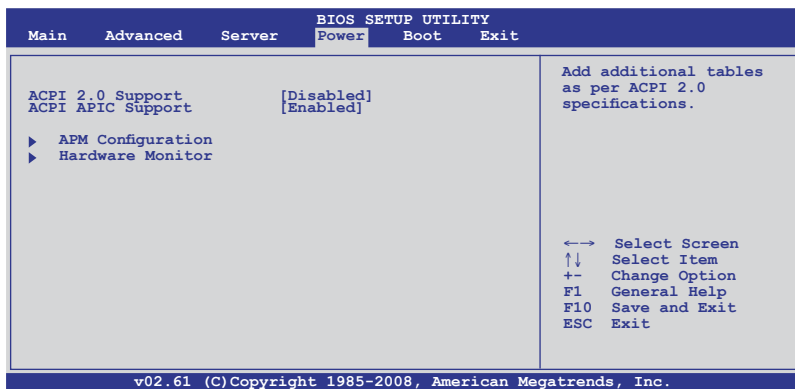 BIOS SETUP UTILITY
Main Advanced Server Power Boot Exit
ACPI 2.0 Support [Disabled]
ACPI APIC Support [Enabled]
APM Configuration
Hardware Monitor
Add additional tables
as per ACPI 2.0
specifications.
←→ Select Screen
↑↓ Select Item
+- Change Option
F1 General Help
F10 Save and Exit
ESC Exit
v02.61 (C)Copyright 1985-2008, American Megatrends, Inc.